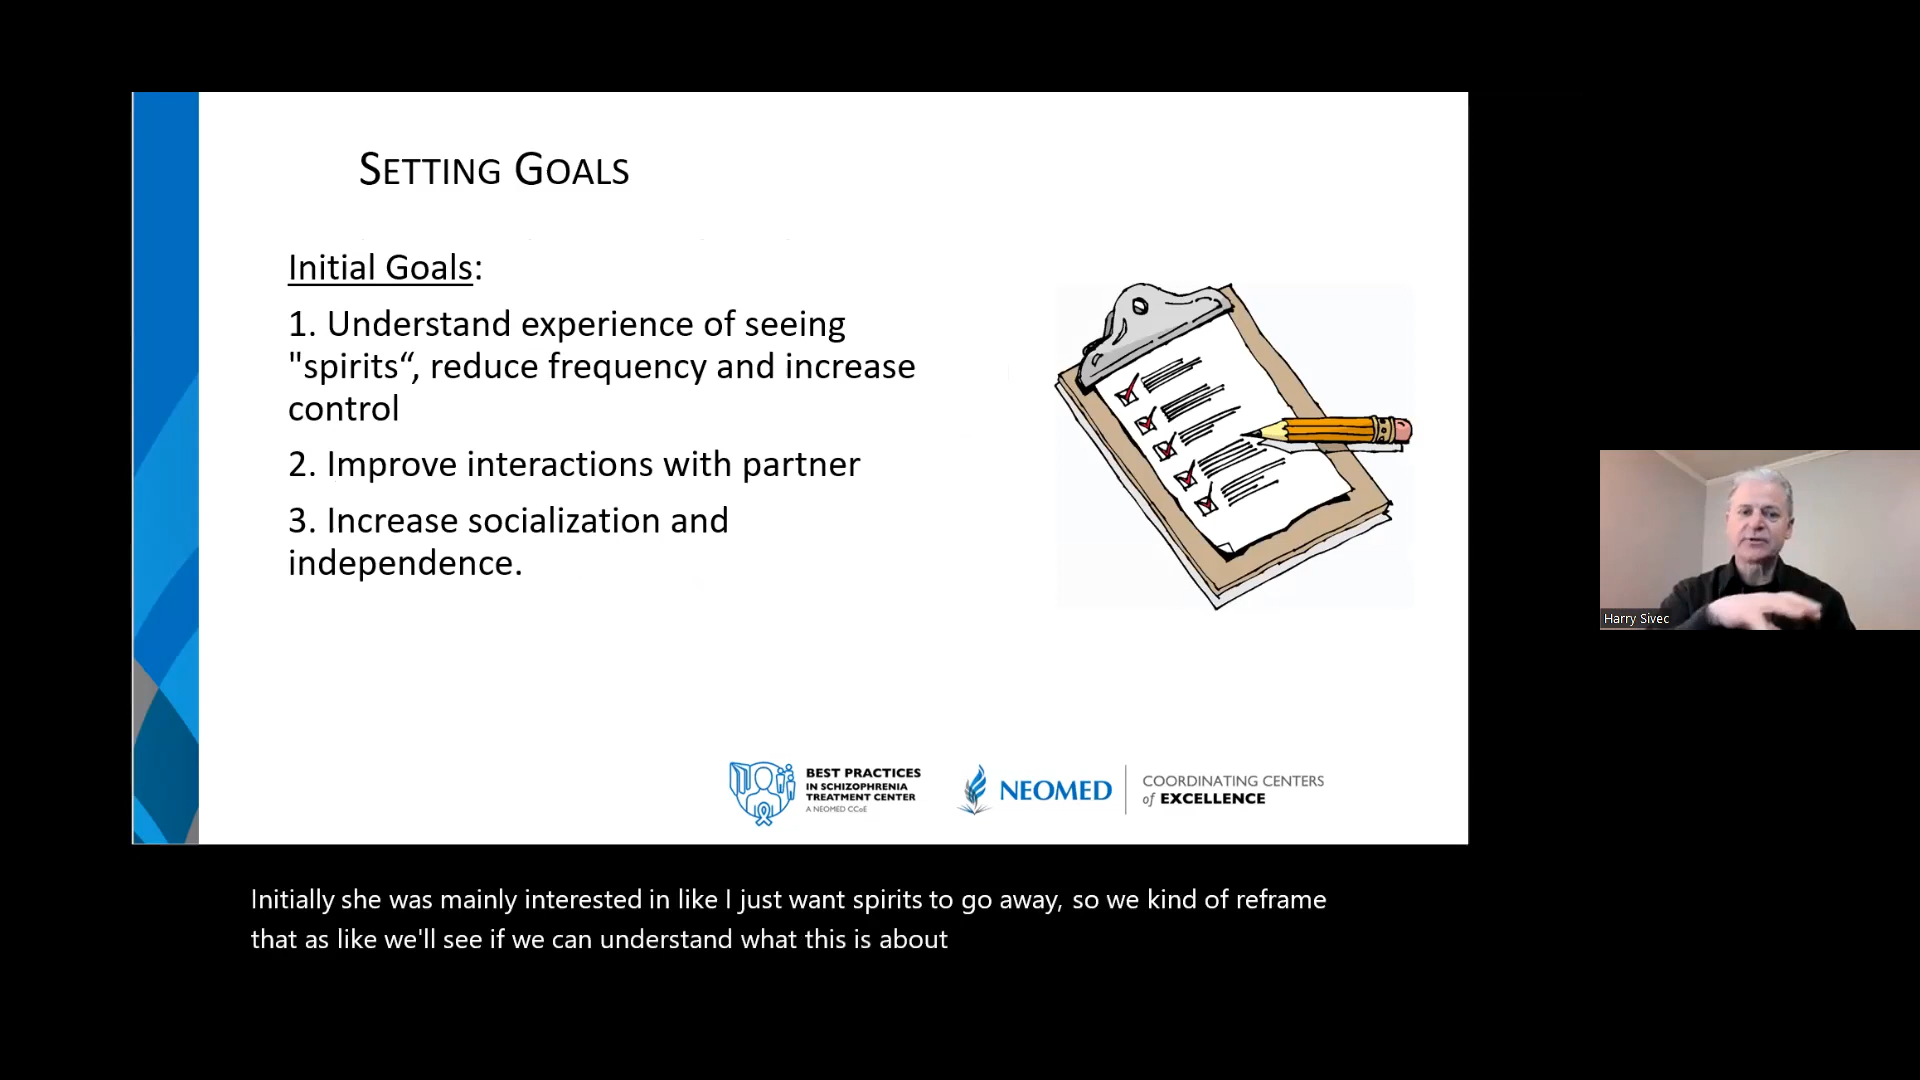 SETTING GOALS
Initial Goals:
1. Understand experience of seeing
"spirits“, reduce frequency and increase
control
2. Improve interactions with partner
3. Increase socialization and
independence.
Harry Sivec
BEST PRACTICES
IN SCHIZOPHRENIA
TREATMENT CENTER
A NEOMED CCoE
NEOMED
COORDINATING CENTERS
of EXCELLENCE
Initially she was mainly interested in like I just want spirits to go away, so we kind of reframe
that as like we'll see if we can understand what this is about